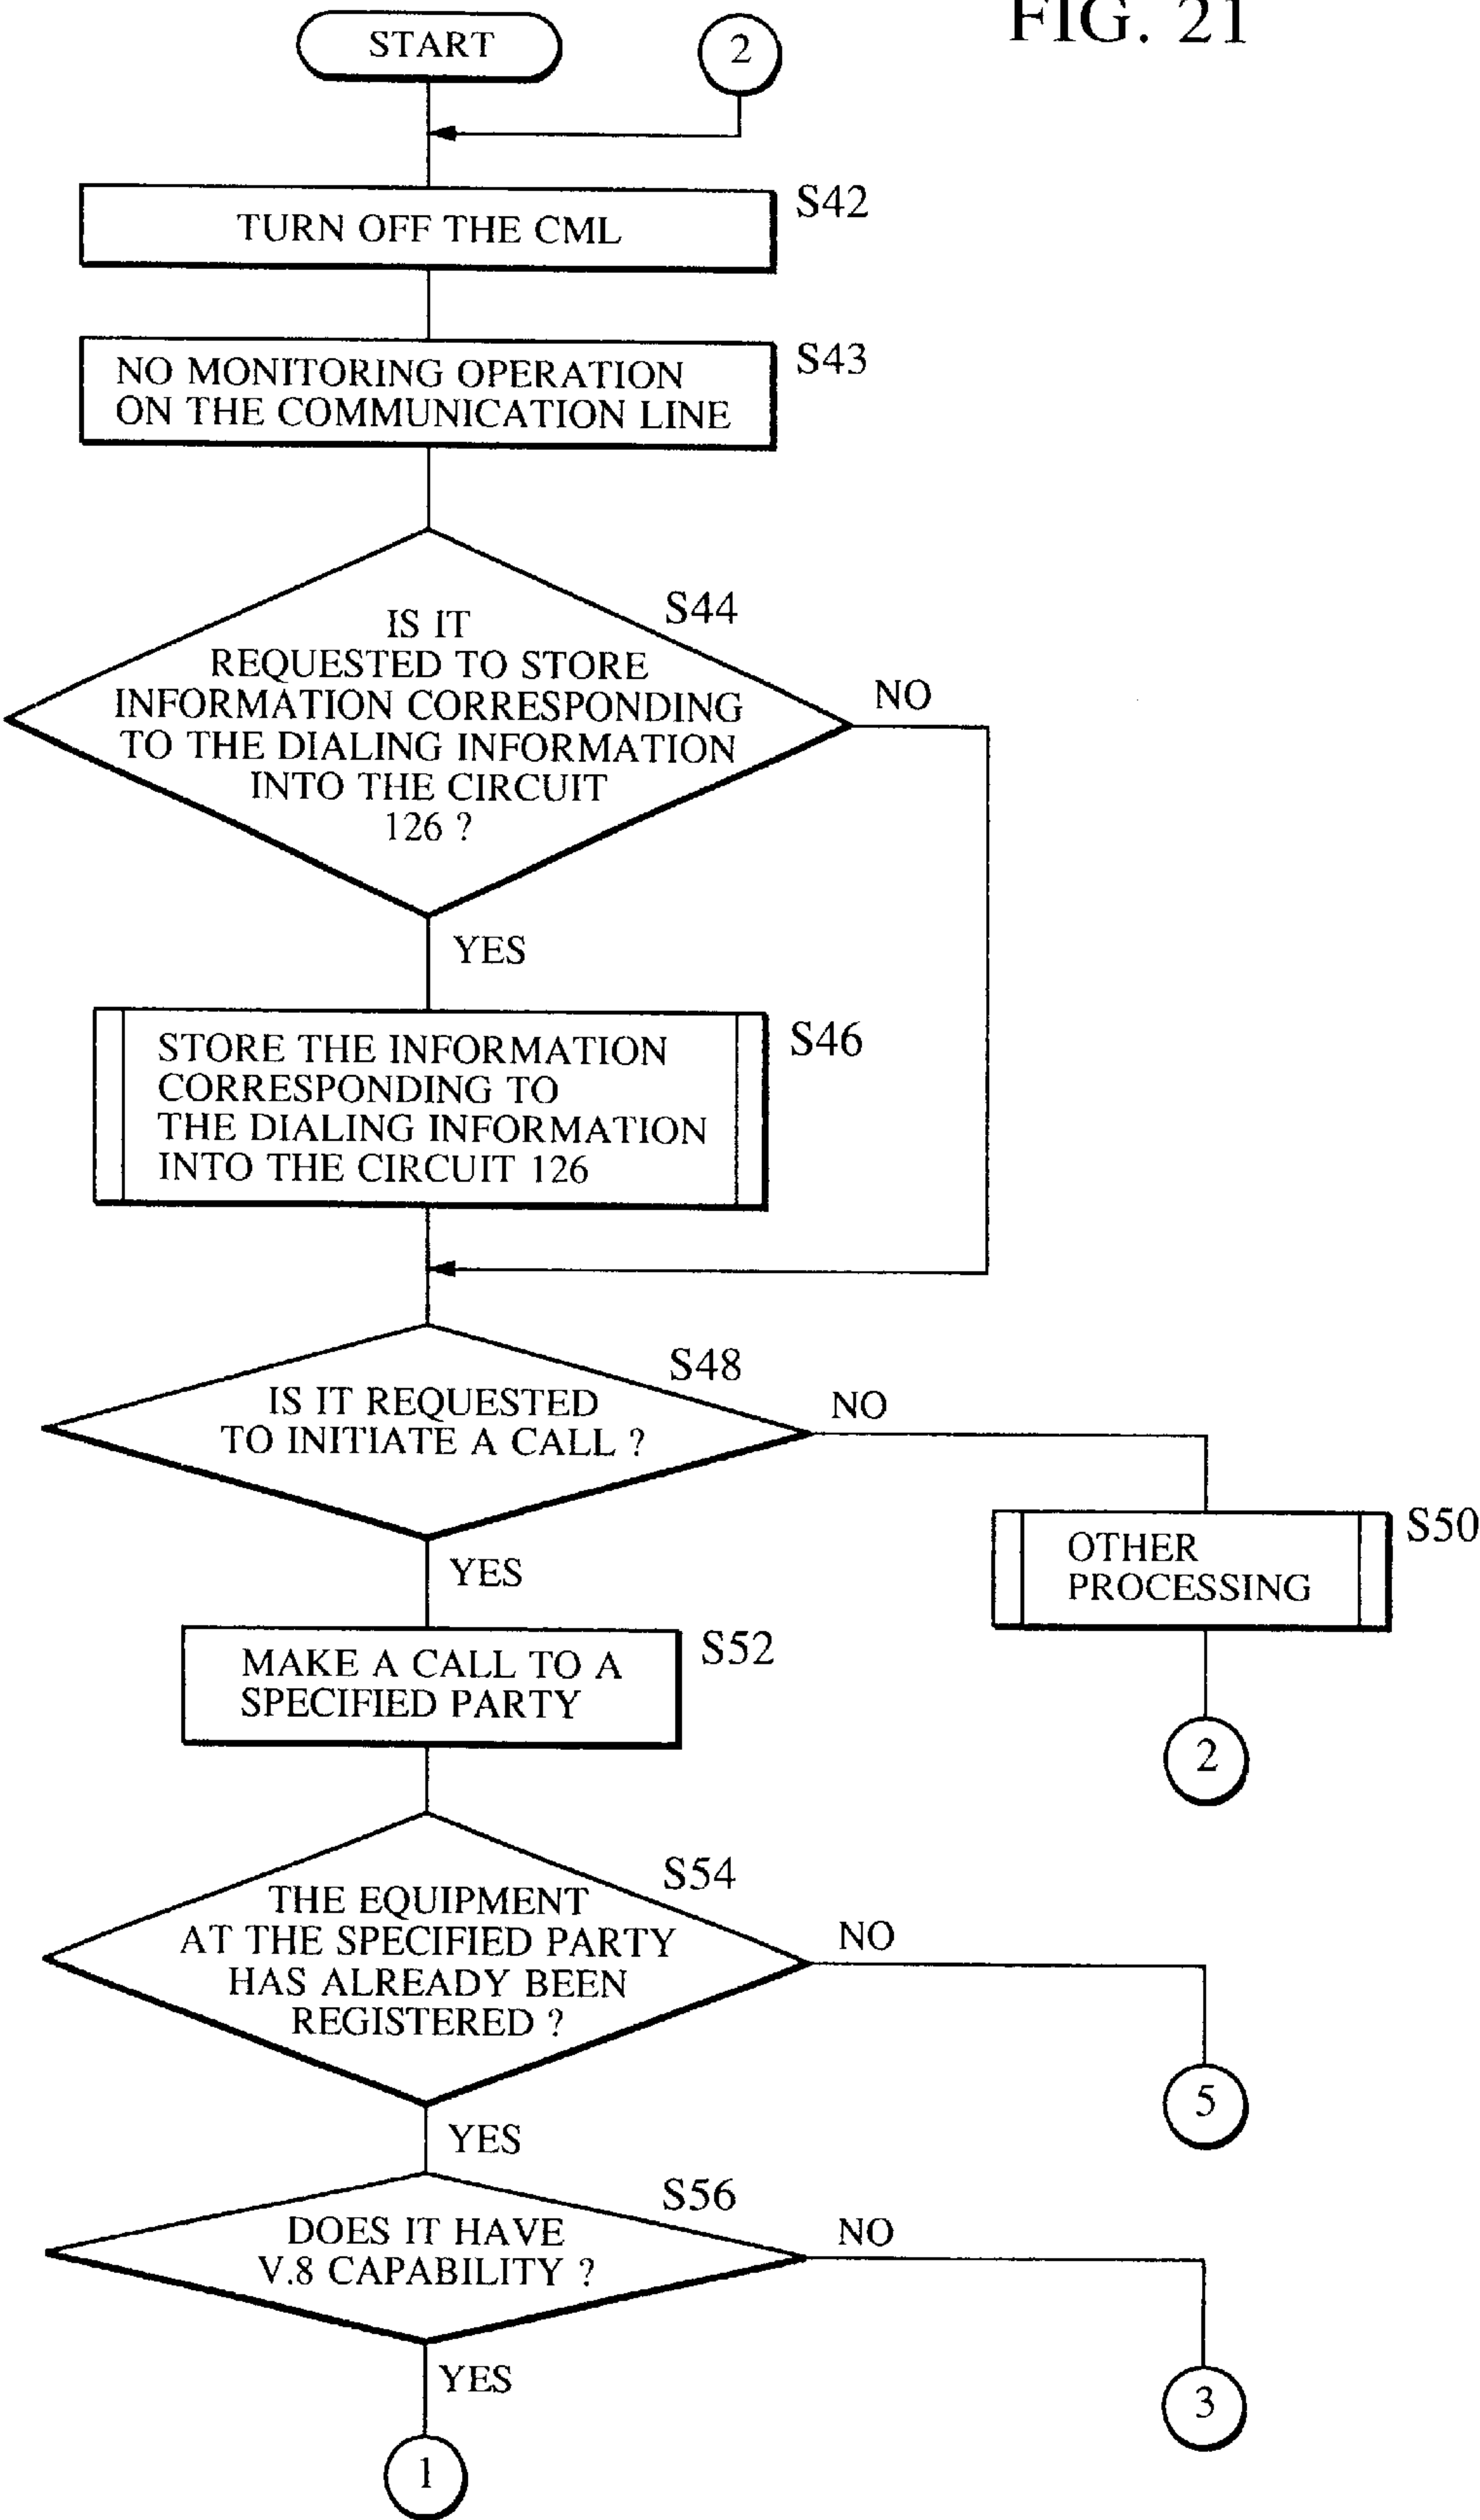 FIG. 21
START
2
TURN OFF THE CML
S42
NO MONITORING OPERATION
ON THE COMMUNICATION LINE
S43
S44
IS IT
REQUESTED TO STORE
INFORMATION CORRESPONDING
TO THE DIALING INFORMATION
INTO THE CIRCUIT
126 ?
NO
YES
STORE THE INFORMATION
CORRESPONDING TO
THE DIALING INFORMATION
INTO THE CIRCUIT 126
S46
S48
IS IT REQUESTED
TO INITIATE A CALL ?
NO
YES
OTHER
PROCESSING
S50
2
MAKE A CALL TO A
SPECIFIED PARTY
S52
S54
THE EQUIPMENT
AT THE SPECIFIED PARTY
HAS ALREADY BEEN
REGISTERED ?
NO
5
YES
S56
DOES IT HAVE
V.8 CAPABILITY ?
NO
3
YES
1